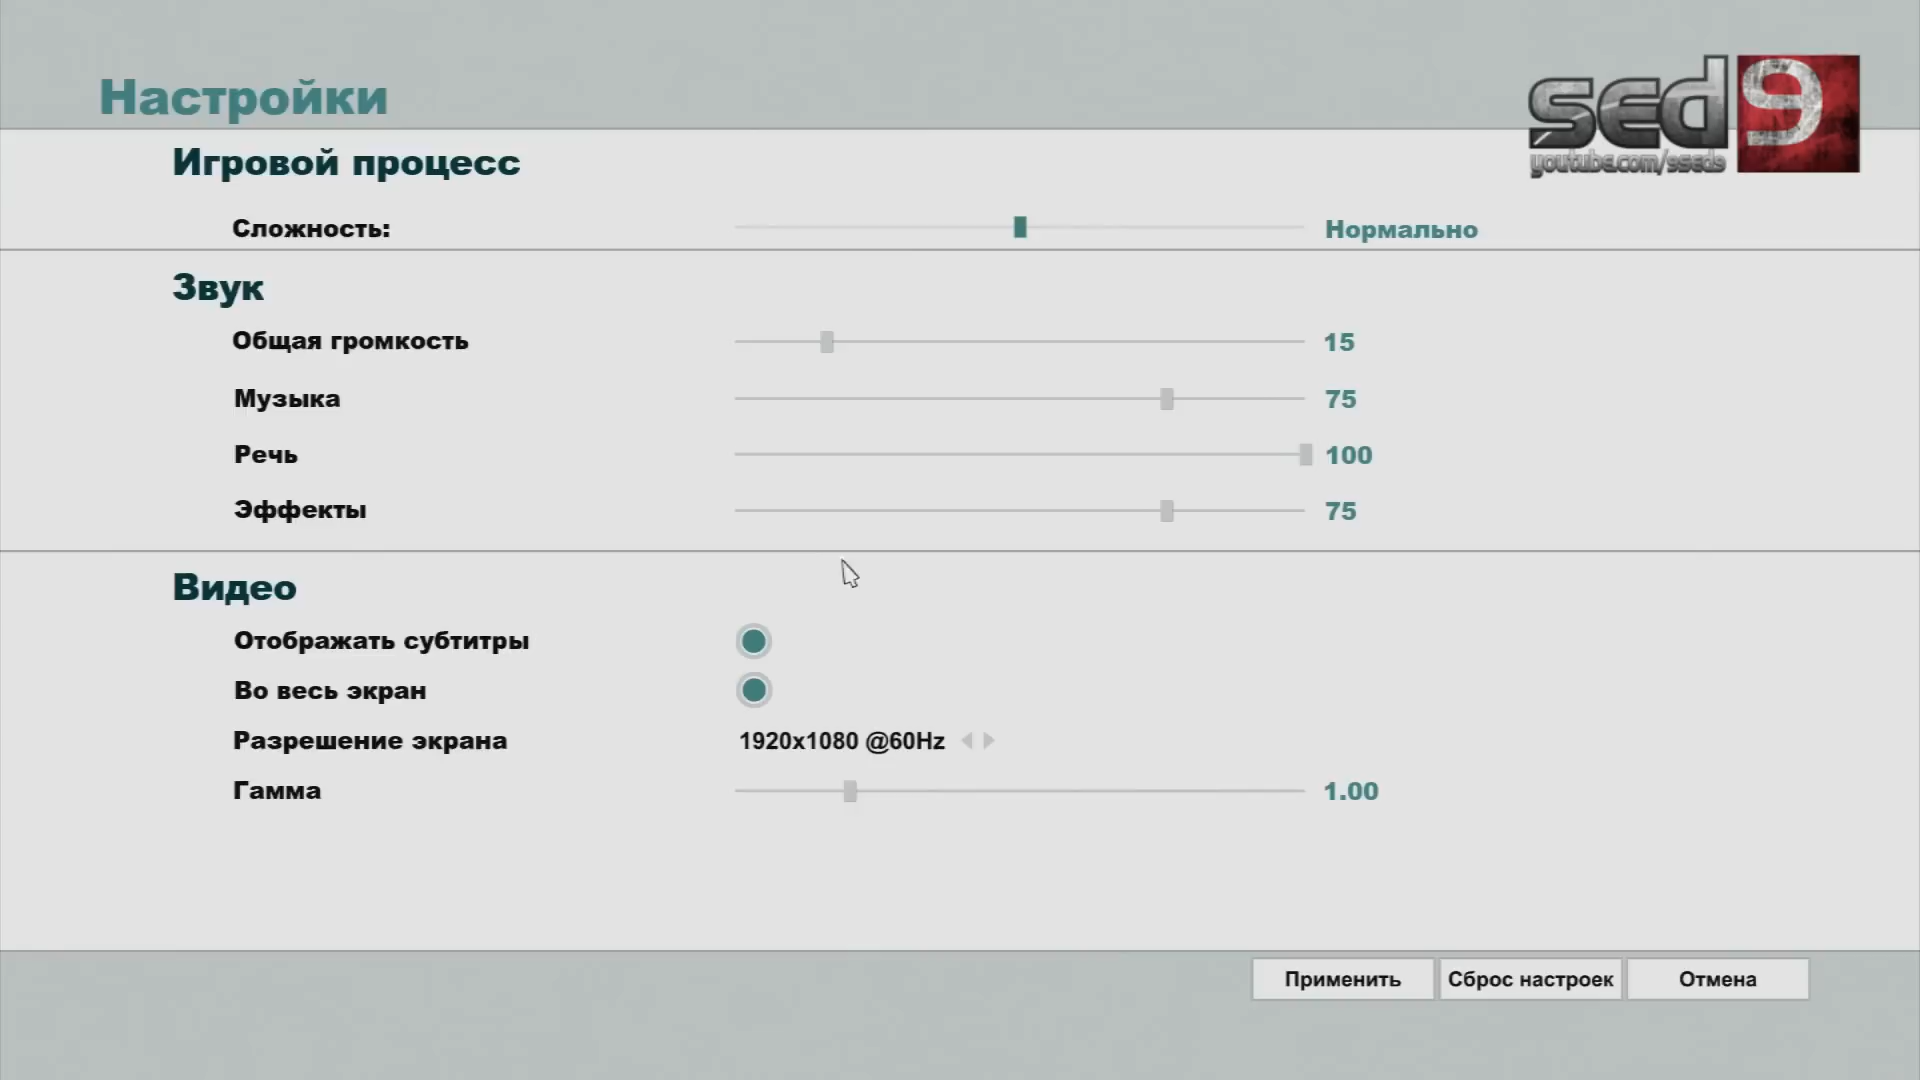 Настройки
sed9
youtube.com/ssed9
Игровой процесс
Сложность: Нормально
Звук
Общая громкость 15
Музыка 75
Речь 100
Эффекты 75
Видео
Отображать субтитры
Во весь экран
Разрешение экрана 1920x1080 @60Hz
Гамма 1.00
Применить Сброс настроек Отмена